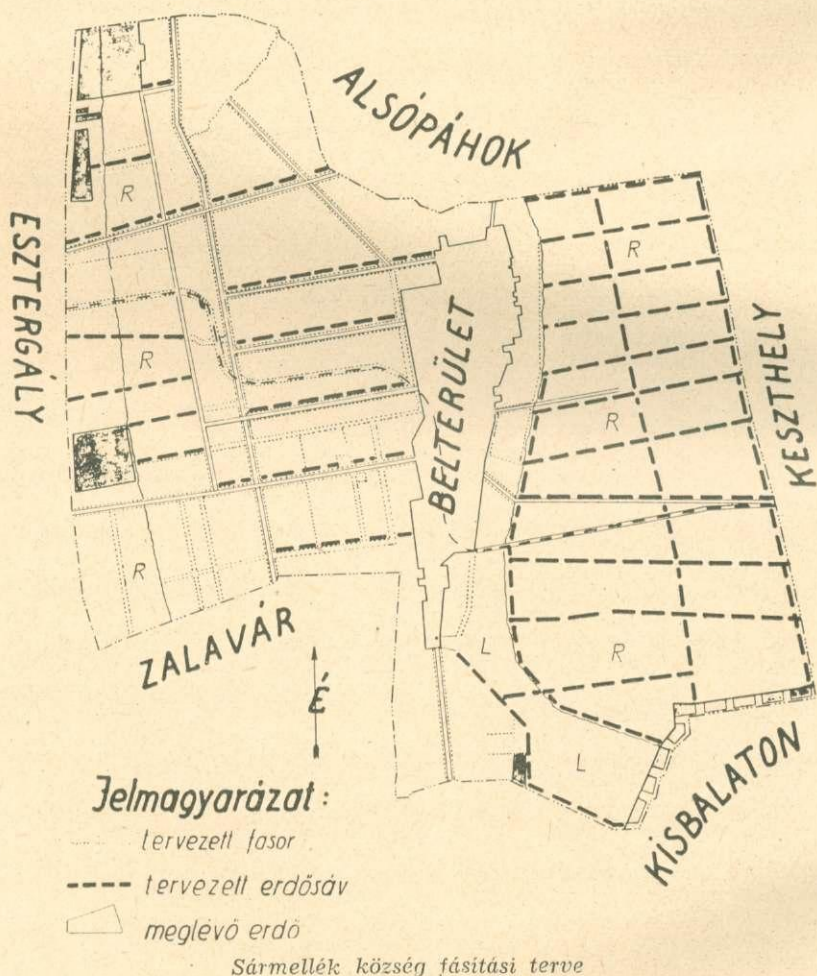 ALSÓPÁHOK
ESZTERGÁLY
R
R
BELTERÜLET
KESZTHELY
R
R
R
ZALAVÁR
É
L
R
L
KISBALATON
Jelmagyarázat:
tervezett fasor
tervezett erdősáv
meglévő erdő
Sármellék község fásítási terve